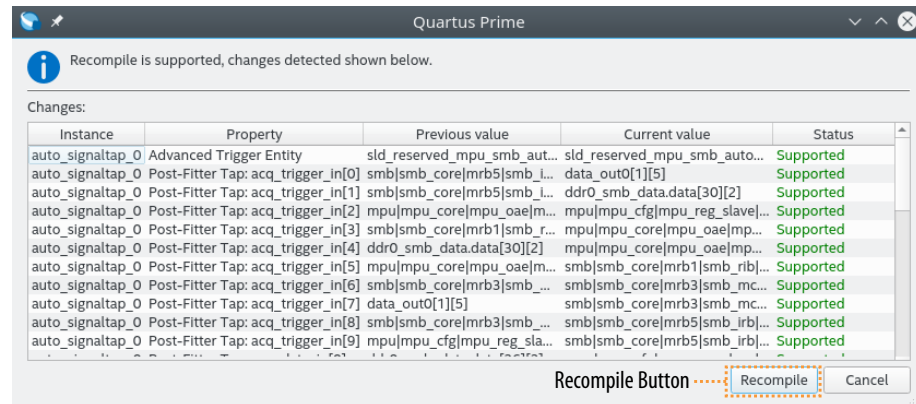 Quartus Prime
Recompile is supported, changes detected shown below.
Changes:
Instance Property Previous value Current value Status
auto_signaltap_0 Advanced Trigger Entity sld_reserved_mpu_smb_aut... sld_reserved_mpu_smb_auto... Supported
auto_signaltap_0 Post-Fitter Tap: acq_trigger_in[0] smb|smb_core|mrb5|smb_i... data_out0[1][5] Supported
auto_signaltap_0 Post-Fitter Tap: acq_trigger_in[1] smb|smb_core|mrb5|smb_i... ddr0_smb_data.data[30][2] Supported
auto_signaltap_0 Post-Fitter Tap: acq_trigger_in[2] mpu|mpu_core|mpu_oae|m... mpu|mpu_cfg|mpu_reg_slave|... Supported
auto_signaltap_0 Post-Fitter Tap: acq_trigger_in[3] smb|smb_core|mrb1|smb_r... mpu|mpu_core|mpu_oae|mp... Supported
auto_signaltap_0 Post-Fitter Tap: acq_trigger_in[4] ddr0_smb_data.data[30][2] mpu|mpu_core|mpu_oae|mp... Supported
auto_signaltap_0 Post-Fitter Tap: acq_trigger_in[5] mpu|mpu_core|mpu_oae|m... smb|smb_core|mrb1|smb_rib|... Supported
auto_signaltap_0 Post-Fitter Tap: acq_trigger_in[6] smb|smb_core|mrb3|smb_... smb|smb_core|mrb3|smb_mc... Supported
auto_signaltap_0 Post-Fitter Tap: acq_trigger_in[7] data_out0[1][5] smb|smb_core|mrb3|smb_mc... Supported
auto_signaltap_0 Post-Fitter Tap: acq_trigger_in[8] smb|smb_core|mrb3|smb_... smb|smb_core|mrb5|smb_irb|... Supported
auto_signaltap_0 Post-Fitter Tap: acq_trigger_in[9] mpu|mpu_cfg|mpu_reg_sla... smb|smb_core|mrb5|smb_irb|... Supported
Recompile Button Recompile Cancel